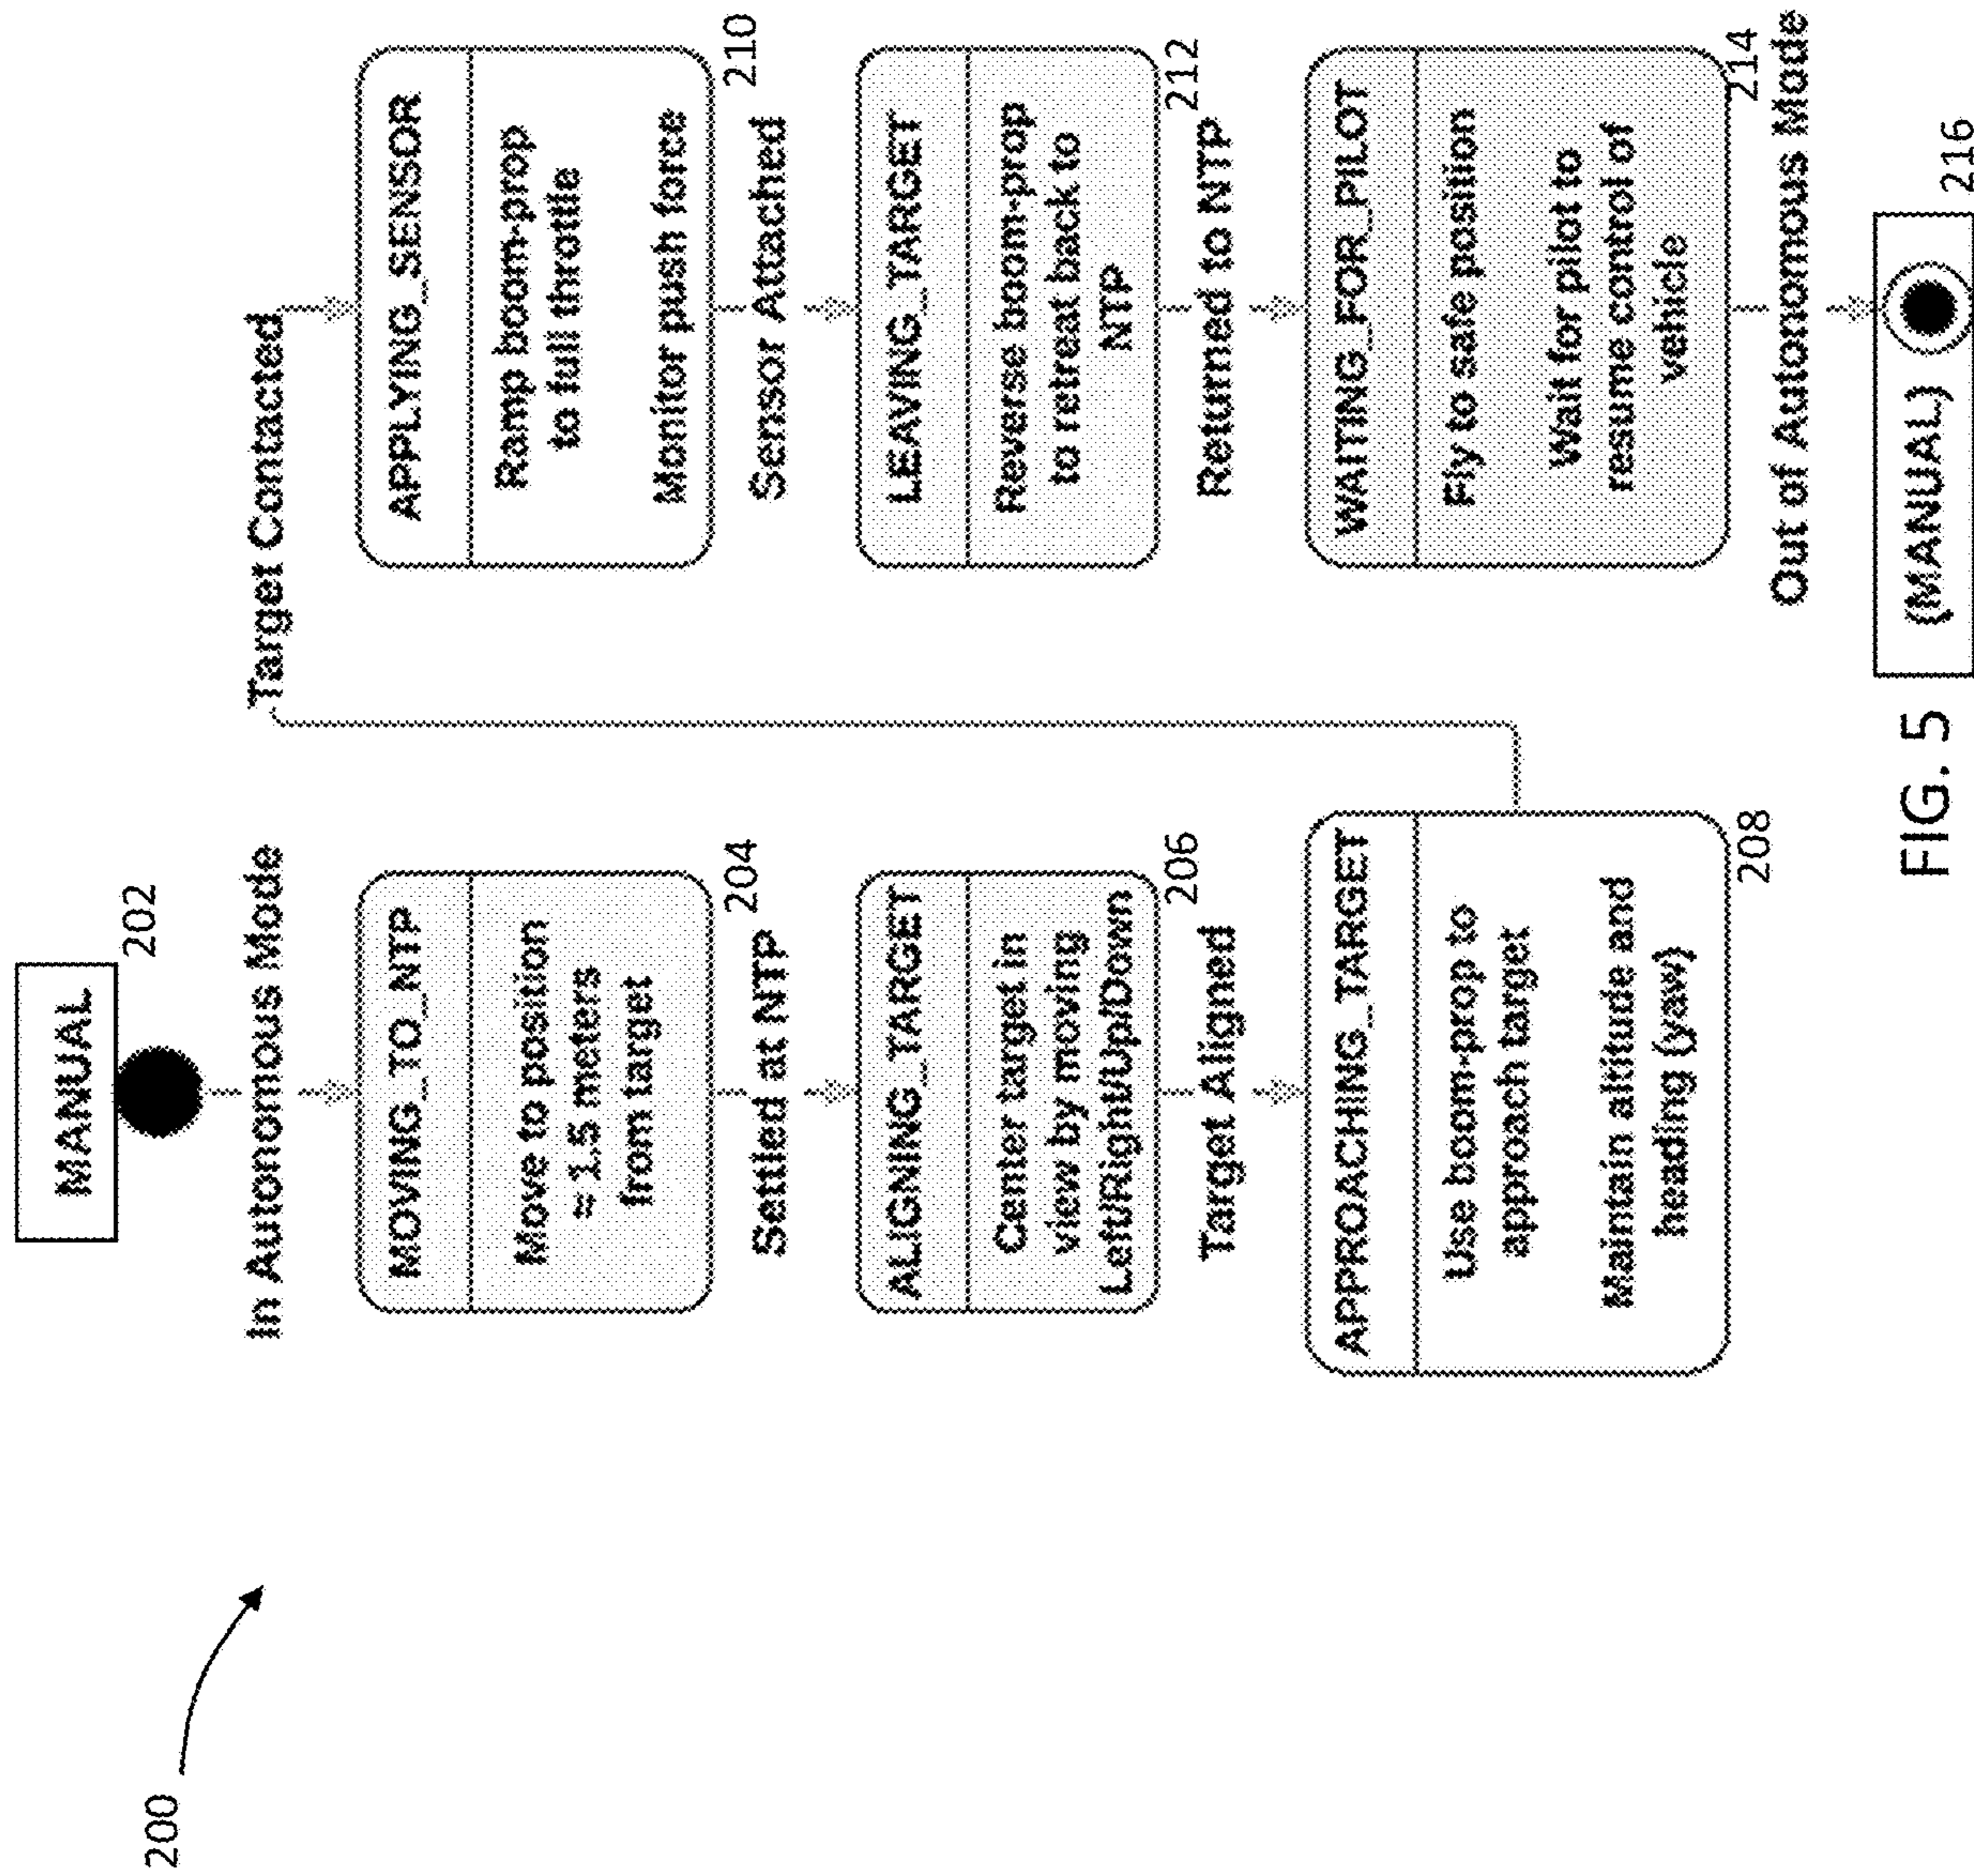 200
MANUAL
202
In Autonomous Mode
MOVING_TO_NTP
Move to position
≈ 1.5 meters
from target
204
Settled at NTP
ALIGNING_TARGET
Center target in
view by moving
Left/Right/Up/Down
206
Target Aligned
APPROACHING_TARGET
Use boom-prop to
approach target
Maintain altitude and
heading (yaw)
208
Target Contacted
APPLYING_SENSOR
Ramp boom-prop
to full throttle
Monitor push force
210
Sensor Attached
LEAVING_TARGET
Reverse boom-prop
to retreat back to
NTP
212
Returned to NTP
WAITING_FOR_PILOT
Fly to safe position
Wait for pilot to
resume control of
vehicle
214
Out of Autonomous Mode
(MANUAL)
216
FIG. 5